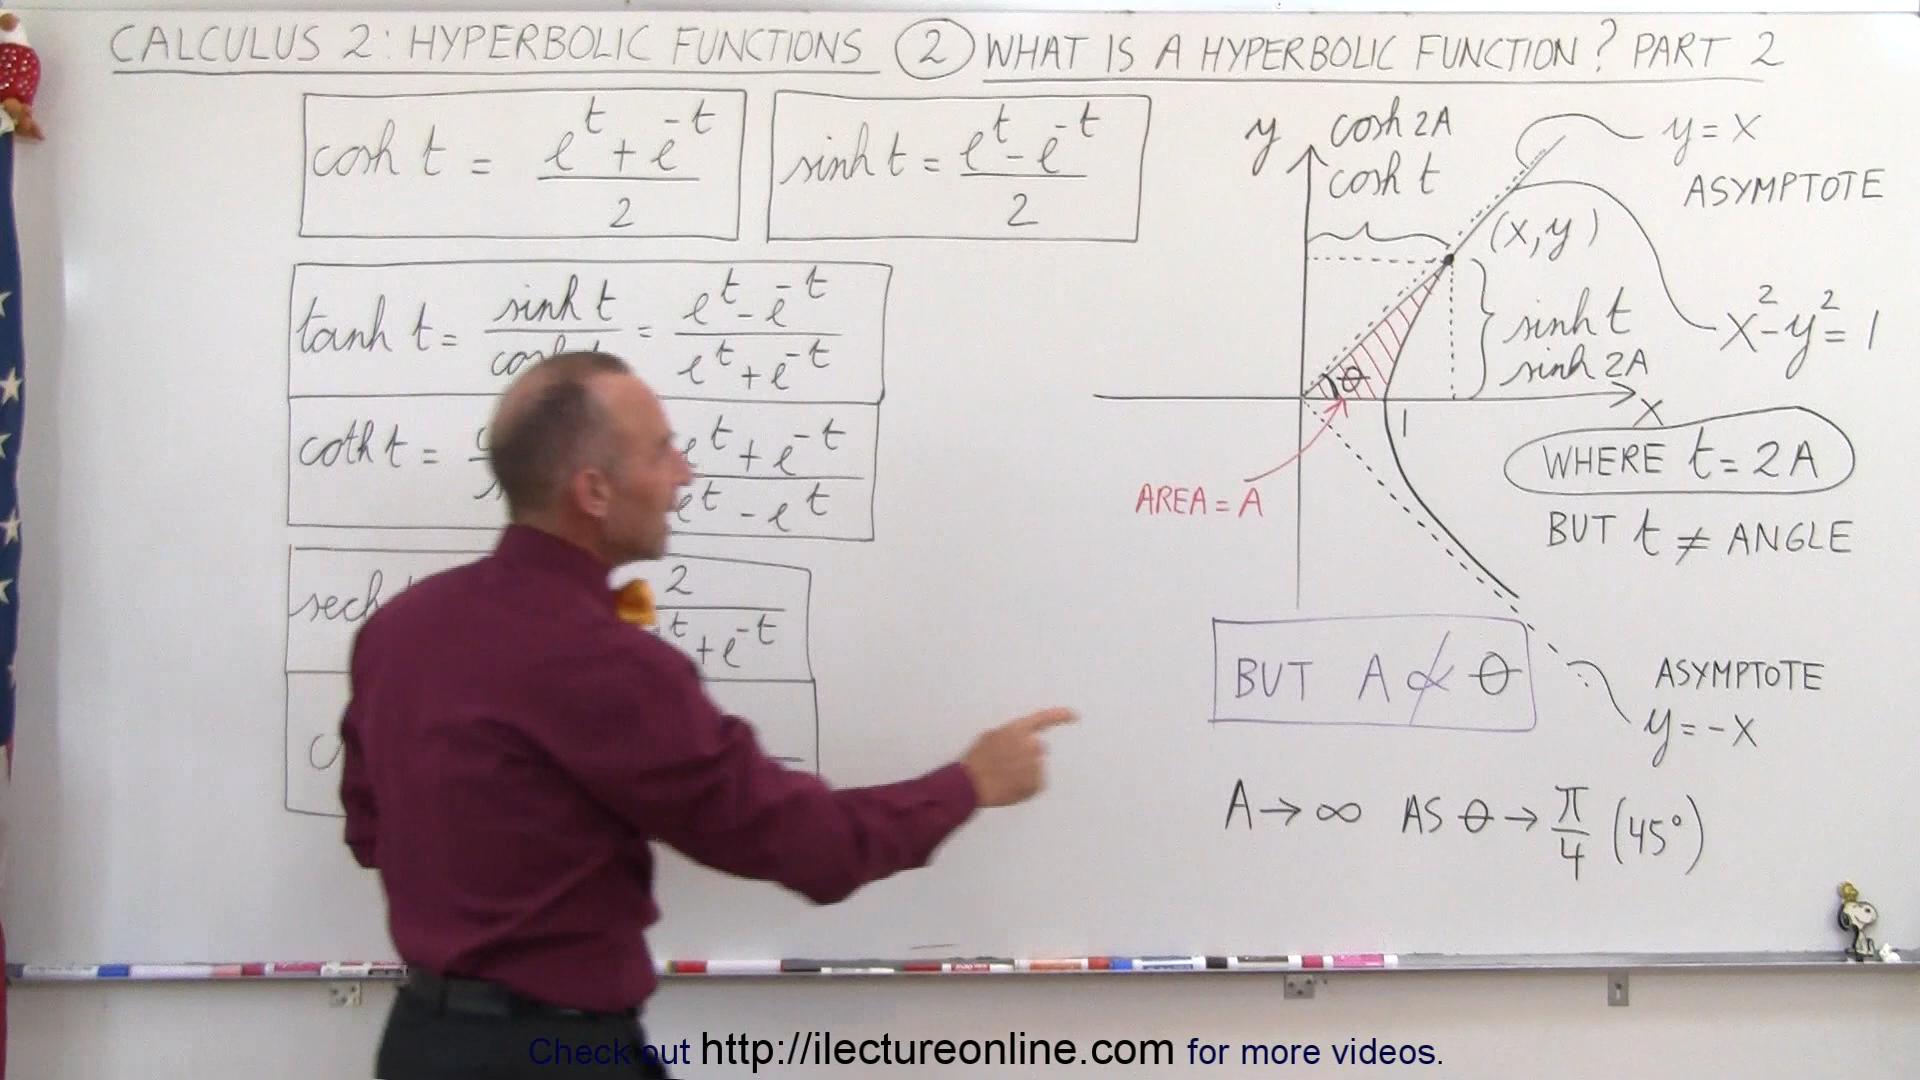 CALCULUS 2: HYPERBOLIC FUNCTIONS ② WHAT IS A HYPERBOLIC FUNCTION? PART 2
cosh t = (e^t + e^-t) / 2
sinh t = (e^t - e^-t) / 2
tanh t = sinh t / cosh t = (e^t - e^-t) / (e^t + e^-t)
coth t = (e^t + e^-t) / (e^t - e^t)
sech 2 / (e^t + e^-t)
y
cosh 2A
cosh t
y = x
ASYMPTOTE
(x, y)
x² - y² = 1
sinh t
sinh 2A
θ
1
x
AREA = A
WHERE t = 2A
BUT t ≠ ANGLE
BUT A ∝̸ θ
ASYMPTOTE
y = -x
A → ∞ AS θ → π/4 (45°)
Check out http://ilectureonline.com for more videos.